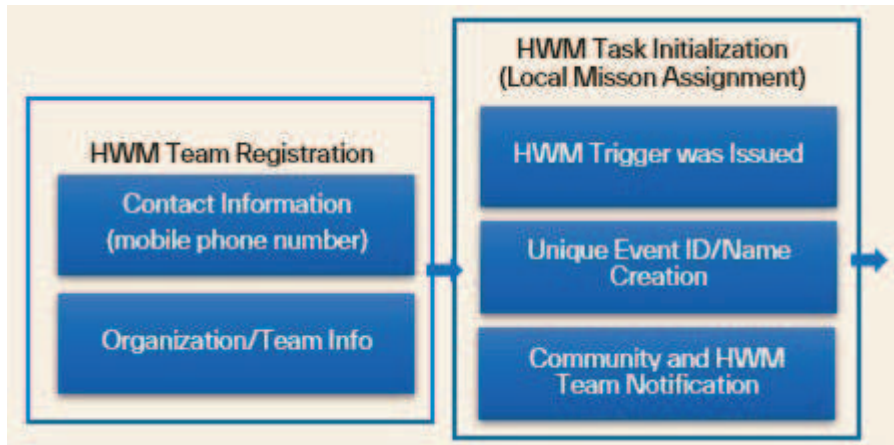 HWM Team Registration
Contact Information
(mobile phone number)
Organization/Team Info
HWM Task Initialization
(Local Misson Assignment)
HWM Trigger was Issued
Unique Event ID/Name
Creation
Community and HWM
Team Notification